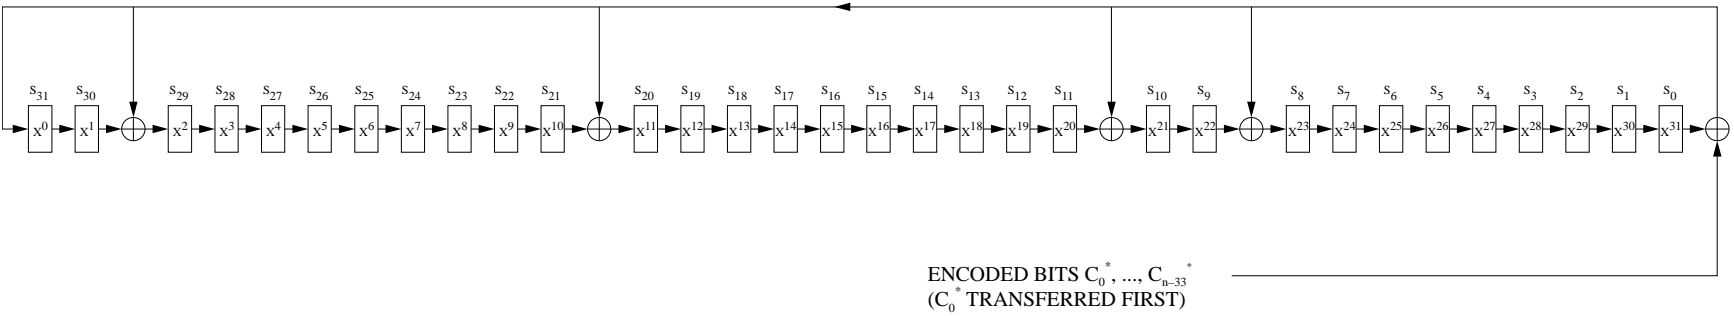 s₃₁ s₃₀ s₂₉ s₂₈ s₂₇ s₂₆ s₂₅ s₂₄ s₂₃ s₂₂ s₂₁ s₂₀ s₁₉ s₁₈ s₁₇ s₁₆ s₁₅ s₁₄ s₁₃ s₁₂ s₁₁ s₁₀ s₉ s₈ s₇ s₆ s₅ s₄ s₃ s₂ s₁ s₀
x⁰ x¹ x² x³ x⁴ x⁵ x⁶ x⁷ x⁸ x⁹ x¹⁰ x¹¹ x¹² x¹³ x¹⁴ x¹⁵ x¹⁶ x¹⁷ x¹⁸ x¹⁹ x²⁰ x²¹ x²² x²³ x²⁴ x²⁵ x²⁶ x²⁷ x²⁸ x²⁹ x³⁰ x³¹
ENCODED BITS C₀*, ..., Cₙ₋₃₃*
(C₀* TRANSFERRED FIRST)